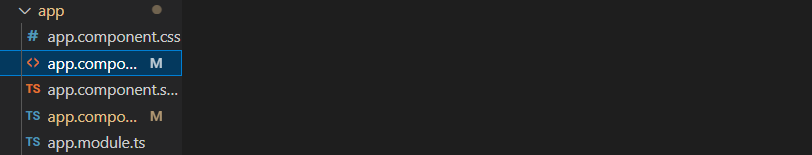 app
# app.component.css
<> app.compo... M
TS app.component.s...
TS app.compo... M
TS app.module.ts